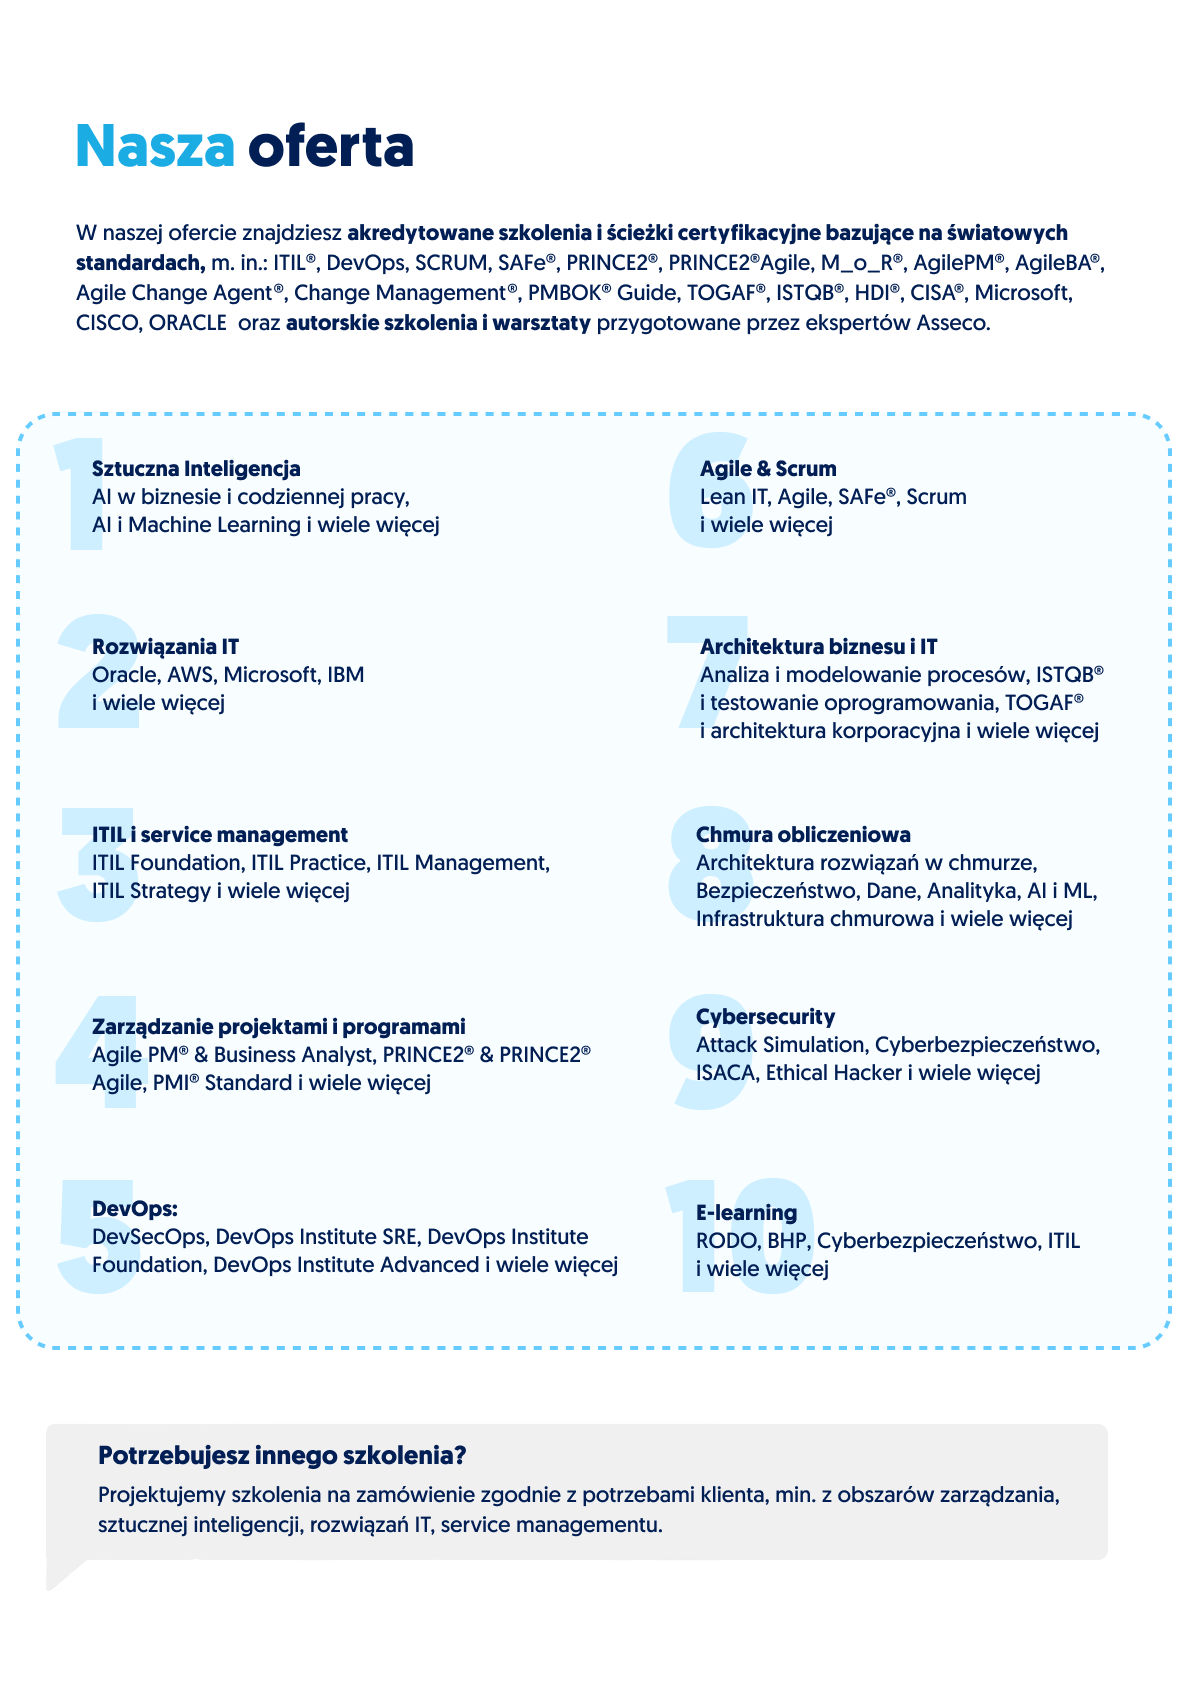 Nasza oferta
W naszej ofercie znajdziesz akredytowane szkolenia i ścieżki certyfikacyjne bazujące na światowych
standardach, m. in.: ITIL®, DevOps, SCRUM, SAFe®, PRINCE2®, PRINCE2®Agile, M_o_R®, AgilePM®, AgileBA®,
Agile Change Agent®, Change Management®, PMBOK® Guide, TOGAF®, ISTQB®, HDI®, CISA®, Microsoft,
CISCO, ORACLE  oraz autorskie szkolenia i warsztaty przygotowane przez ekspertów Asseco.
1
Sztuczna Inteligencja
AI w biznesie i codziennej pracy,
AI i Machine Learning i wiele więcej
2
Rozwiązania IT
Oracle, AWS, Microsoft, IBM
i wiele więcej
3
ITIL i service management
ITIL Foundation, ITIL Practice, ITIL Management,
ITIL Strategy i wiele więcej
4
Zarządzanie projektami i programami
Agile PM® & Business Analyst, PRINCE2® & PRINCE2®
Agile, PMI® Standard i wiele więcej
5
DevOps:
DevSecOps, DevOps Institute SRE, DevOps Institute
Foundation, DevOps Institute Advanced i wiele więcej
6
Agile & Scrum
Lean IT, Agile, SAFe®, Scrum
i wiele więcej
7
Architektura biznesu i IT
Analiza i modelowanie procesów, ISTQB®
i testowanie oprogramowania, TOGAF®
i architektura korporacyjna i wiele więcej
8
Chmura obliczeniowa
Architektura rozwiązań w chmurze,
Bezpieczeństwo, Dane, Analityka, AI i ML,
Infrastruktura chmurowa i wiele więcej
9
Cybersecurity
Attack Simulation, Cyberbezpieczeństwo,
ISACA, Ethical Hacker i wiele więcej
10
E-learning
RODO, BHP, Cyberbezpieczeństwo, ITIL
i wiele więcej
Potrzebujesz innego szkolenia?
Projektujemy szkolenia na zamówienie zgodnie z potrzebami klienta, min. z obszarów zarządzania,
sztucznej inteligencji, rozwiązań IT, service managementu.